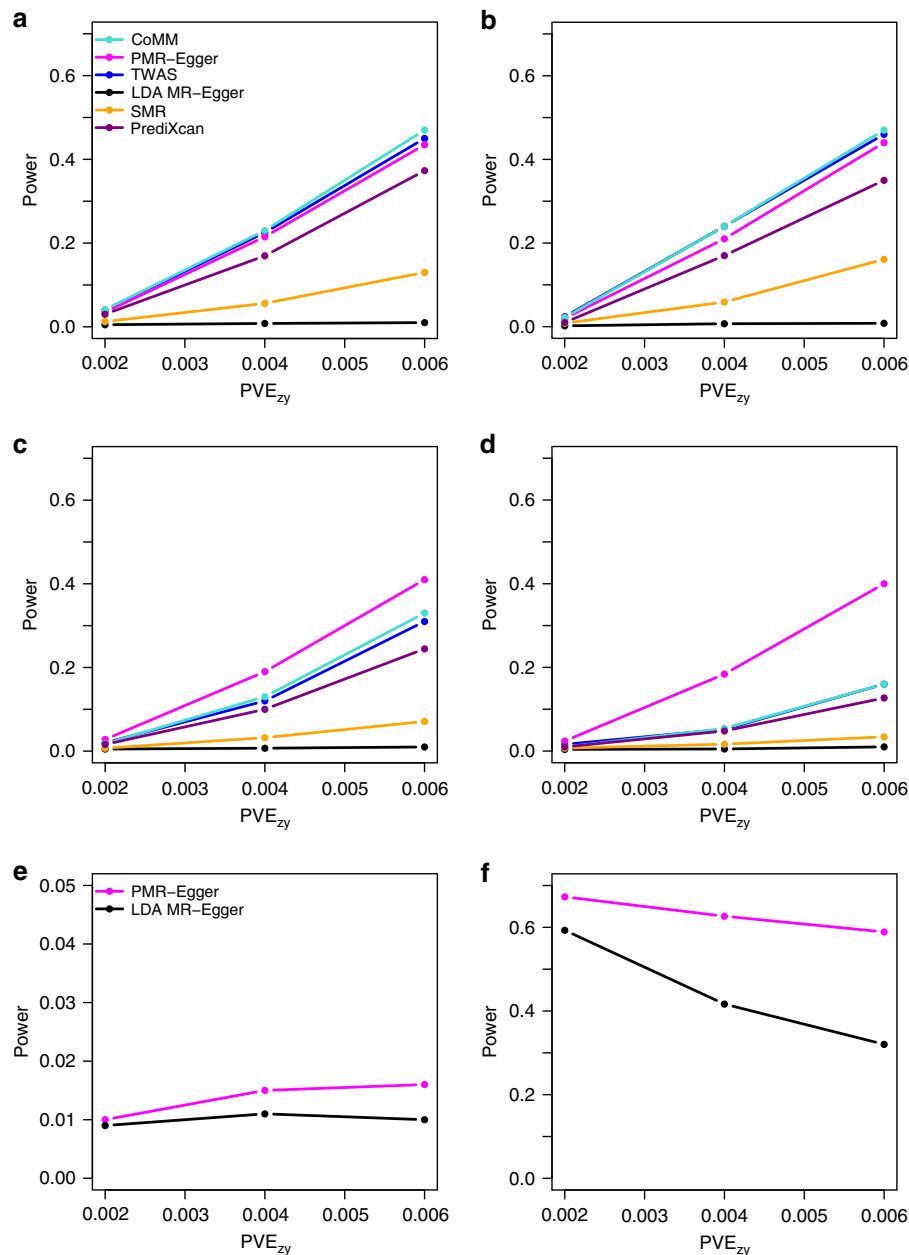 a
CoMM
PMR−Egger
TWAS
LDA MR−Egger
SMR
PrediXcan
0.6
0.4
0.2
0.0
Power
0.002 0.003 0.004 0.005 0.006
PVEzy
b
0.6
0.4
0.2
0.0
Power
0.002 0.003 0.004 0.005 0.006
PVEzy
c
0.6
0.4
0.2
0.0
Power
0.002 0.003 0.004 0.005 0.006
PVEzy
d
0.6
0.4
0.2
0.0
Power
0.002 0.003 0.004 0.005 0.006
PVEzy
e
PMR−Egger
LDA MR−Egger
0.05
0.04
0.03
0.02
0.01
0.00
Power
0.002 0.003 0.004 0.005 0.006
PVEzy
f
0.6
0.4
0.2
0.0
Power
0.002 0.003 0.004 0.005 0.006
PVEzy